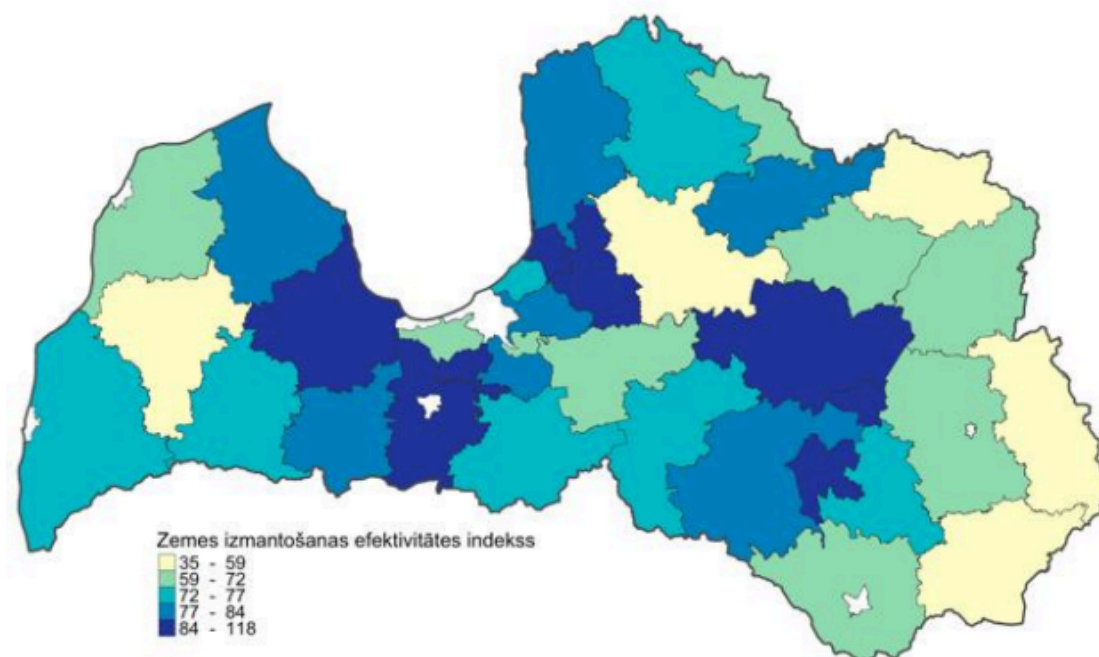 Zemes izmantošanas efektivitātes indekss
35 - 59
59 - 72
72 - 77
77 - 84
84 - 118